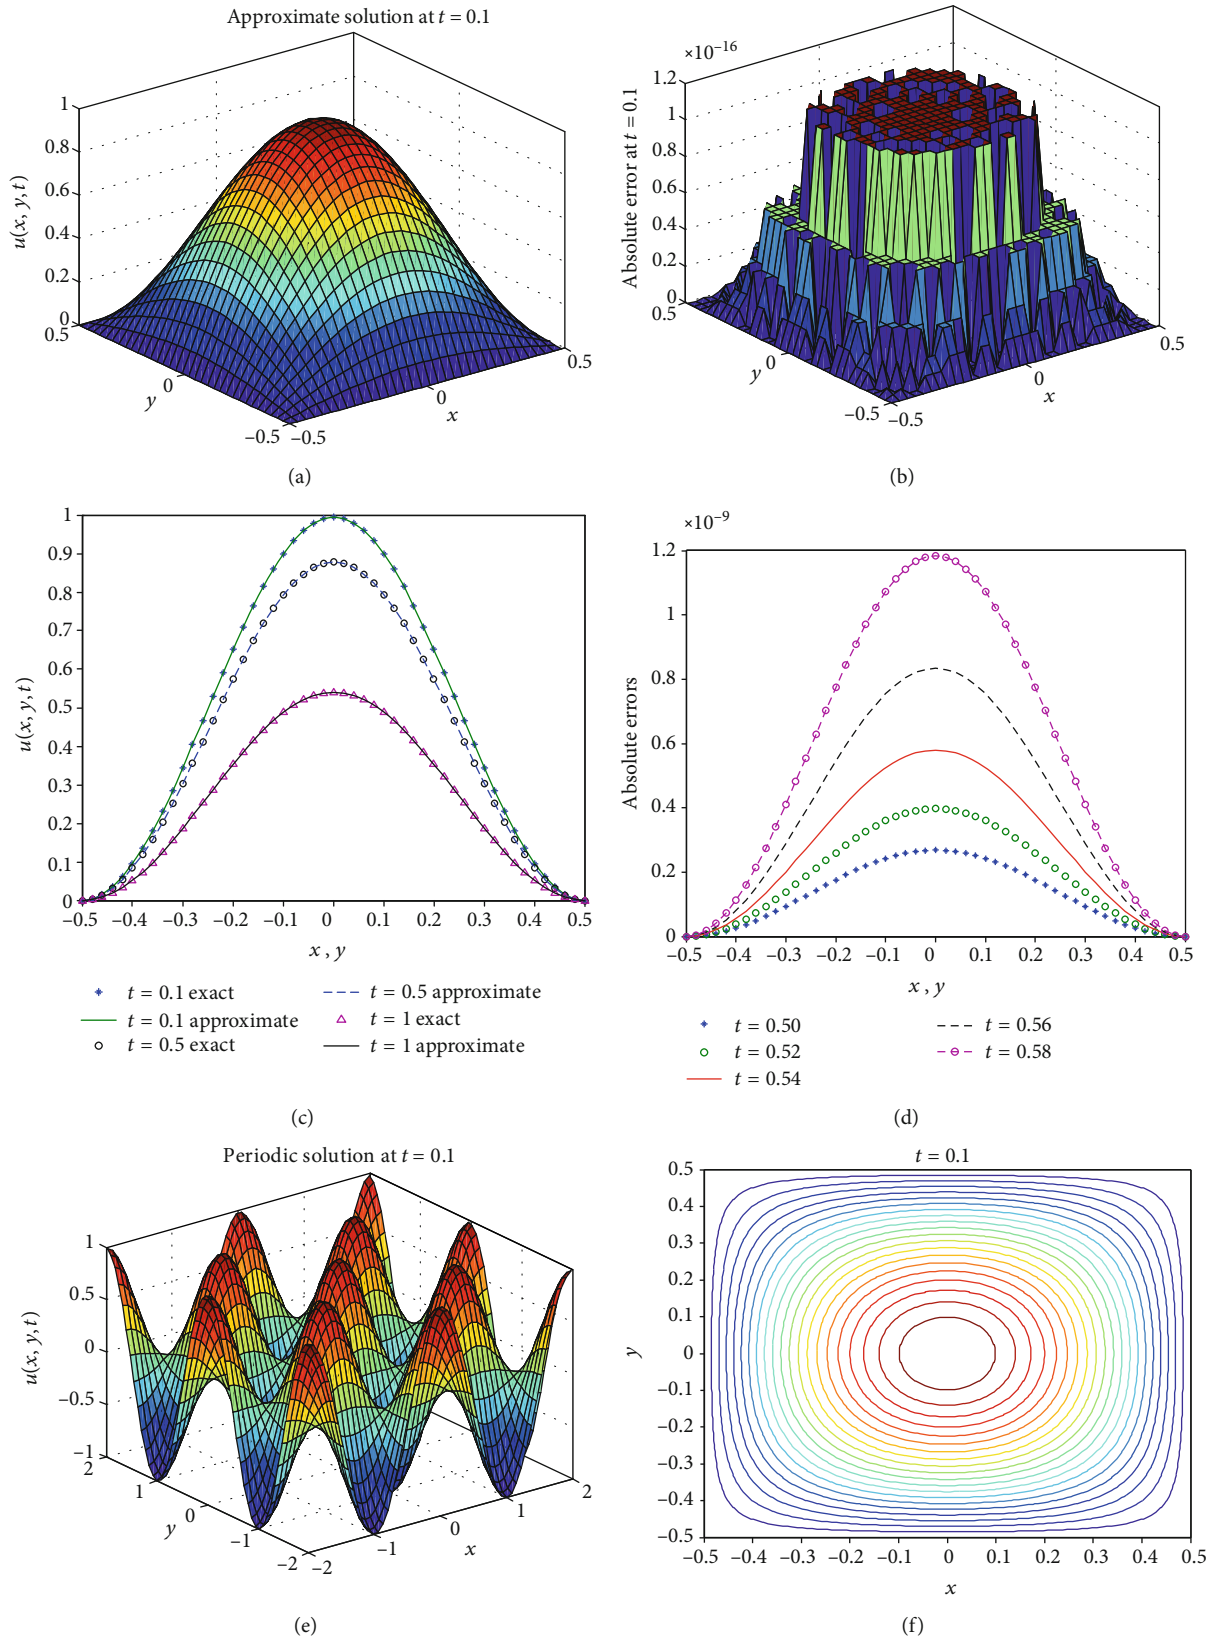 Approximate solution at t = 0.1
u(x, y, t)
1
0.8
0.6
0.4
0.2
0
0.5
0
−0.5
y
−0.5
0
0.5
x
(a)
×10−16
Absolute error at t = 0.1
1.2
1
0.8
0.6
0.4
0.2
0
0.5
0
−0.5
y
−0.5
0
0.5
x
(b)
u(x, y, t)
1
0.9
0.8
0.7
0.6
0.5
0.4
0.3
0.2
0.1
0
−0.5 −0.4 −0.3 −0.2 −0.1 0 0.1 0.2 0.3 0.4 0.5
x , y
t = 0.1 exact
t = 0.1 approximate
t = 0.5 exact
t = 0.5 approximate
t = 1 exact
t = 1 approximate
(c)
×10−9
Absolute errors
1.2
1
0.8
0.6
0.4
0.2
0
−0.5 −0.4 −0.3 −0.2 −0.1 0 0.1 0.2 0.3 0.4 0.5
x , y
t = 0.50
t = 0.52
t = 0.54
t = 0.56
t = 0.58
(d)
Periodic solution at t = 0.1
u(x, y, t)
1
0.5
0
−0.5
−1
2
1
0
−1
−2
y
−2
−1
0
1
2
x
(e)
t = 0.1
y
0.5
0.4
0.3
0.2
0.1
0
−0.1
−0.2
−0.3
−0.4
−0.5
−0.5 −0.4 −0.3 −0.2 −0.1 0 0.1 0.2 0.3 0.4 0.5
x
(f)